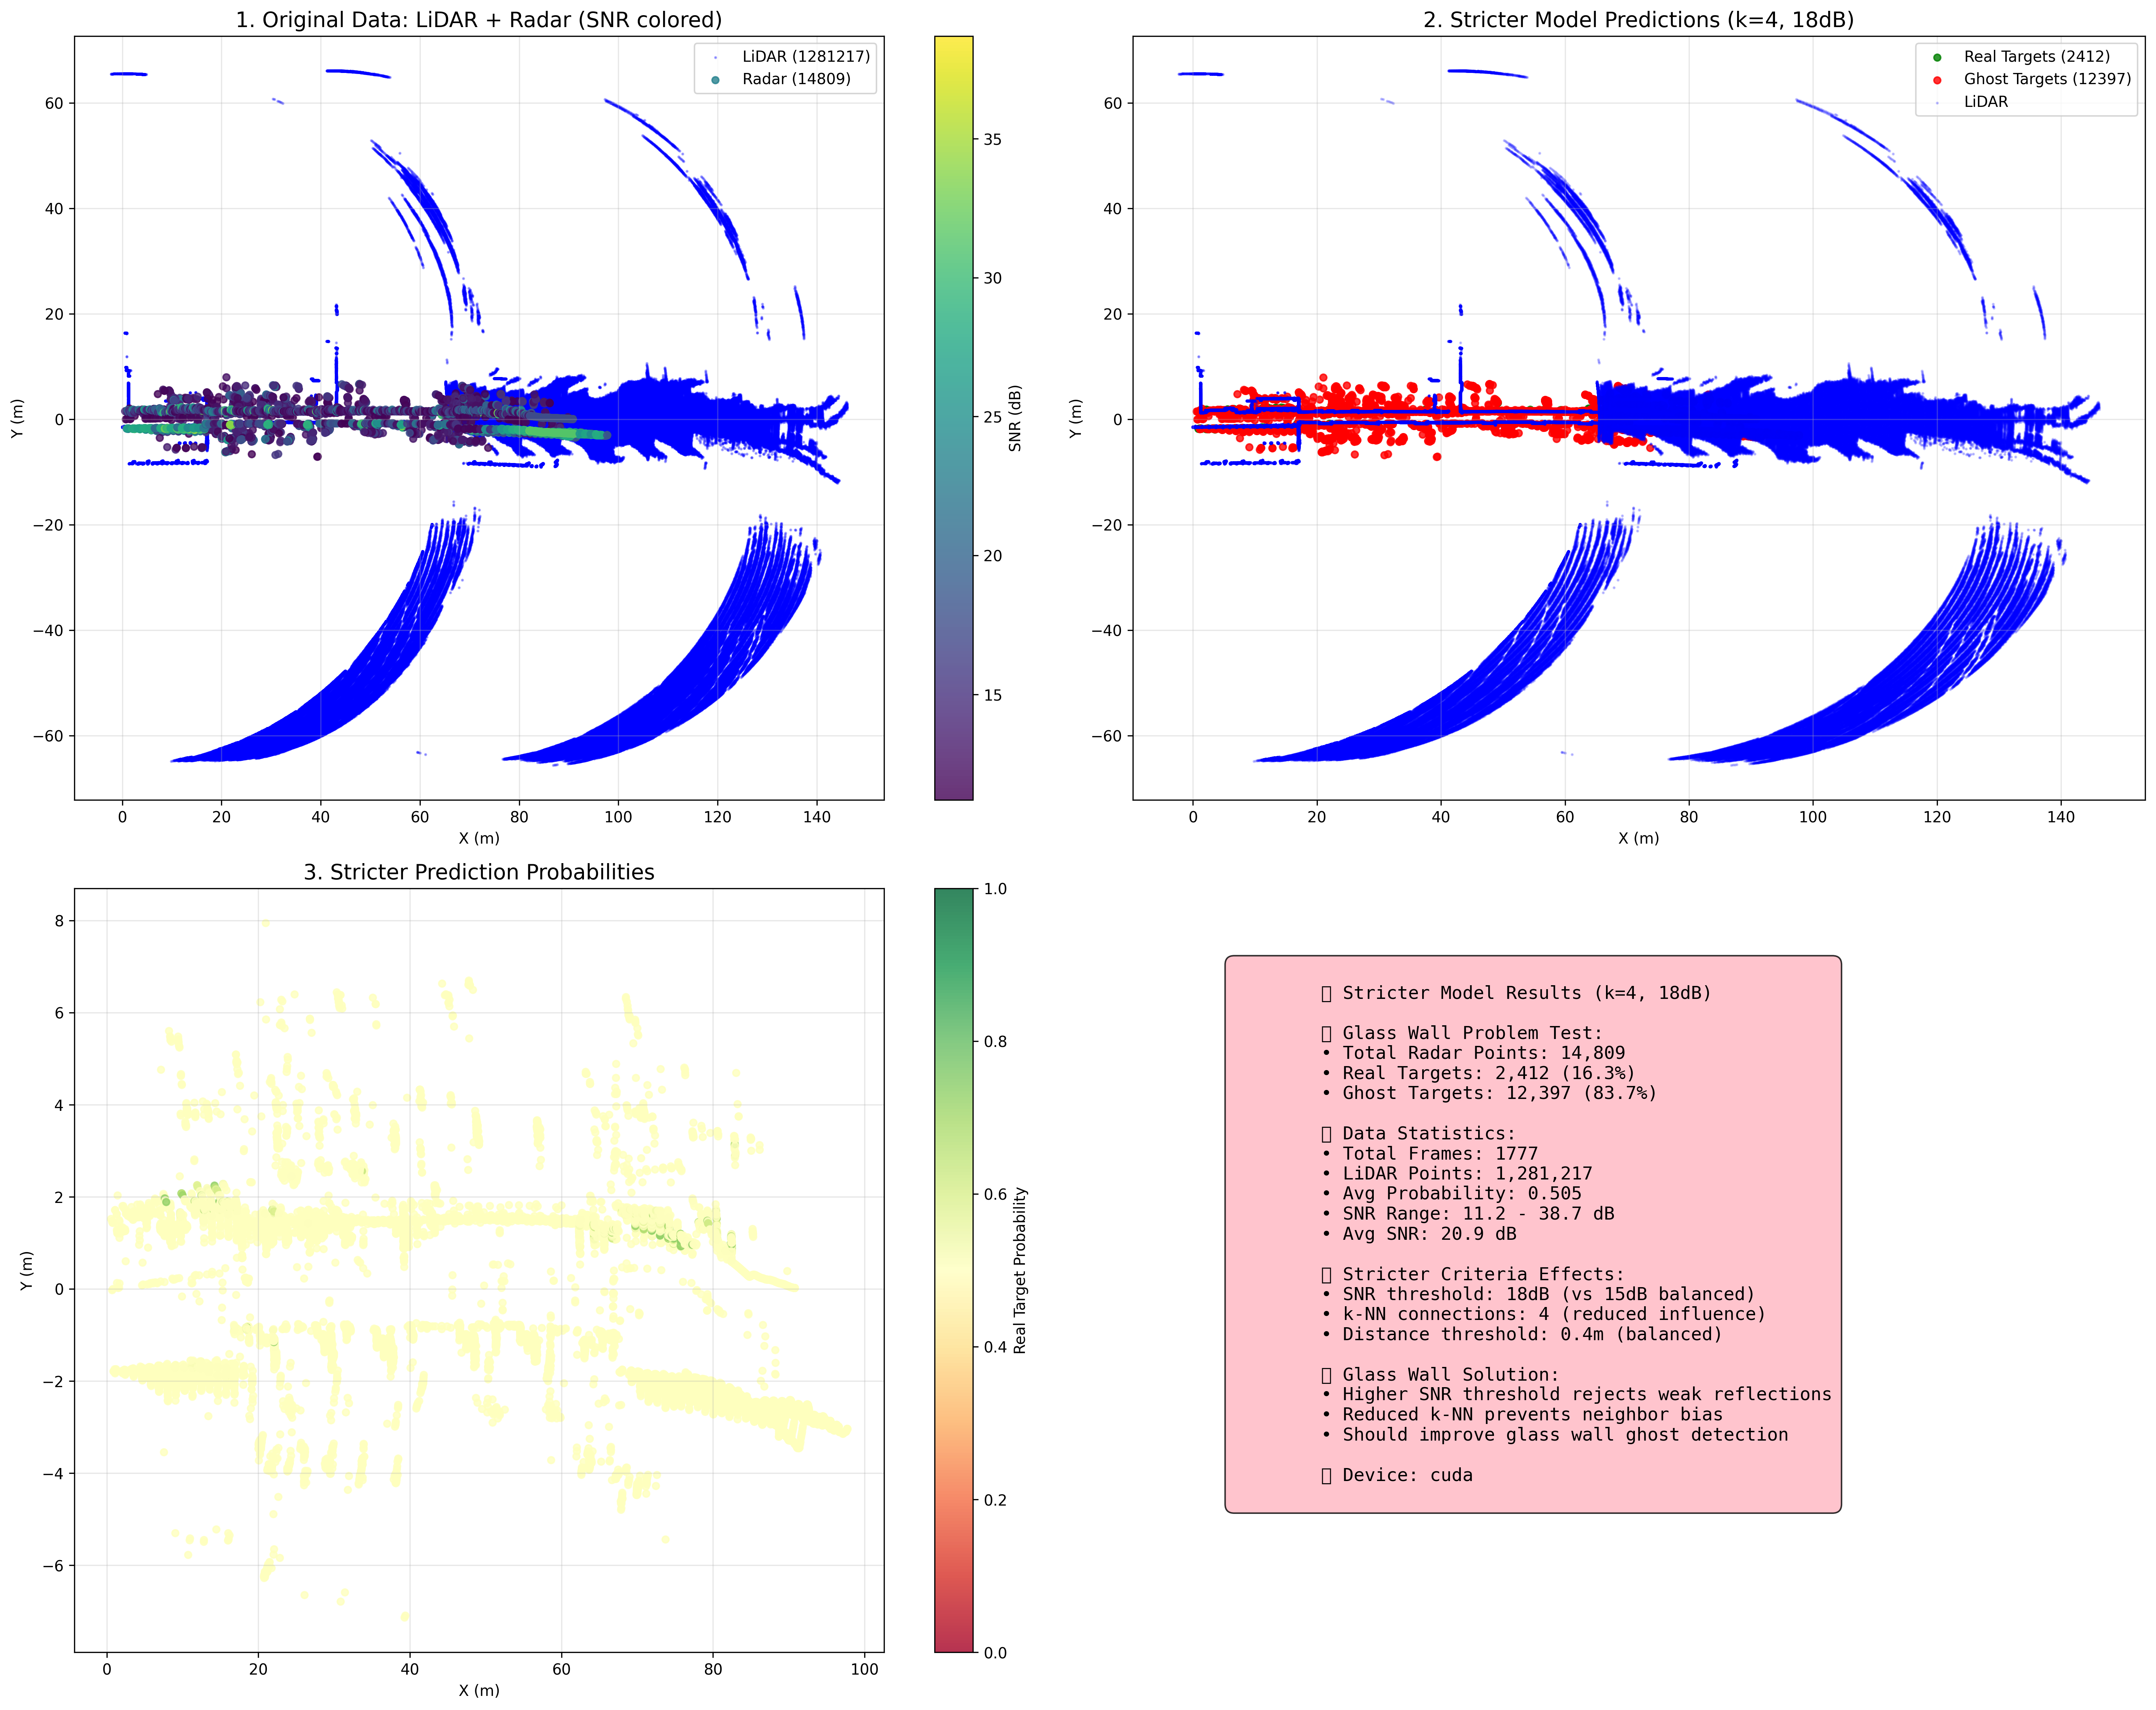 1. Original Data: LiDAR + Radar (SNR colored)
LiDAR (1281217)
Radar (14809)
60
40
20
0
−20
−40
−60
Y (m)
0 20 40 60 80 100 120 140
X (m)
35
30
25
20
15
SNR (dB)
2. Stricter Model Predictions (k=4, 18dB)
Real Targets (2412)
Ghost Targets (12397)
LiDAR
60
40
20
0
−20
−40
−60
Y (m)
0 20 40 60 80 100 120 140
X (m)
3. Stricter Prediction Probabilities
8
6
4
2
0
−2
−4
−6
Y (m)
0 20 40 60 80 100
X (m)
1.0
0.8
0.6
0.4
0.2
0.0
Real Target Probability
Stricter Model Results (k=4, 18dB)
Glass Wall Problem Test:
• Total Radar Points: 14,809
• Real Targets: 2,412 (16.3%)
• Ghost Targets: 12,397 (83.7%)
Data Statistics:
• Total Frames: 1777
• LiDAR Points: 1,281,217
• Avg Probability: 0.505
• SNR Range: 11.2 - 38.7 dB
• Avg SNR: 20.9 dB
Stricter Criteria Effects:
• SNR threshold: 18dB (vs 15dB balanced)
• k-NN connections: 4 (reduced influence)
• Distance threshold: 0.4m (balanced)
Glass Wall Solution:
• Higher SNR threshold rejects weak reflections
• Reduced k-NN prevents neighbor bias
• Should improve glass wall ghost detection
Device: cuda